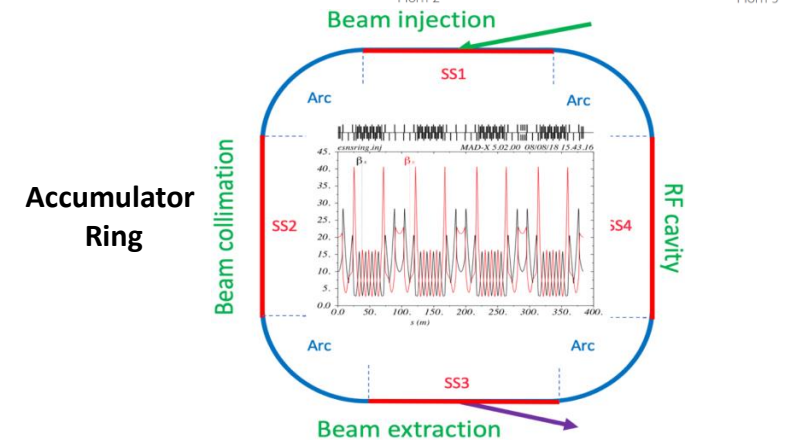 Beam injection
SS1
Arc
Arc
esnsring.inj MAD-X 5.02.00 08/08/18 15.43.16
45.
β
β
40.
35.
30.
25.
20.
15.
10.
5.
0.0
0.0 50. 100. 150. 200. 250. 300. 350. 400.
s (m)
Accumulator
Ring
Beam collimation
SS2
SS4
RF cavity
Arc
Arc
SS3
Beam extraction